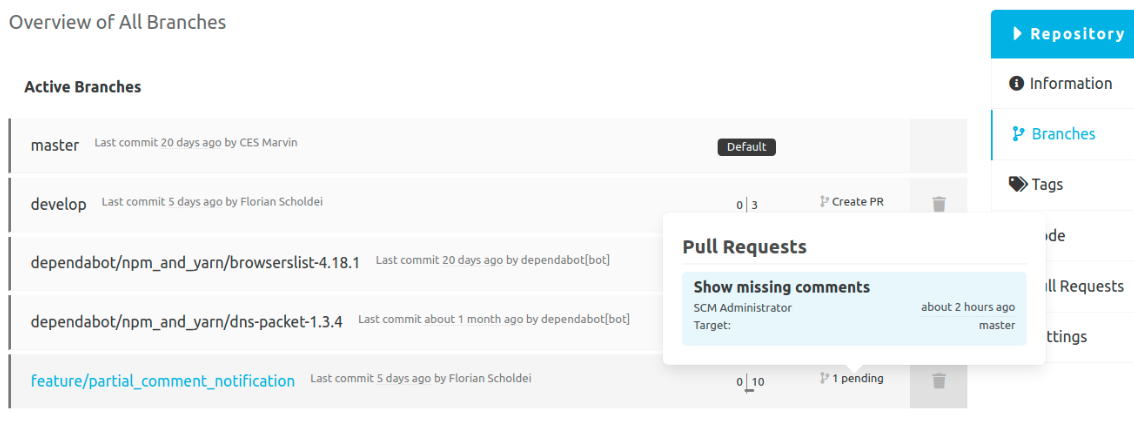 Overview of All Branches
Repository
Active Branches
Information
master Last commit 20 days ago by CES Marvin Default
Branches
develop Last commit 5 days ago by Florian Scholdei 0 3 Create PR
Tags
Pull Requests
ode
dependabot/npm_and_yarn/browserslist-4.18.1 Last commit 20 days ago by dependabot[bot]
Show missing comments
ll Requests
SCM Administrator about 2 hours ago
dependabot/npm_and_yarn/dns-packet-1.3.4 Last commit about 1 month ago by dependabot[bot]
Target: master
ttings
feature/partial_comment_notification Last commit 5 days ago by Florian Scholdei 0 10 1 pending